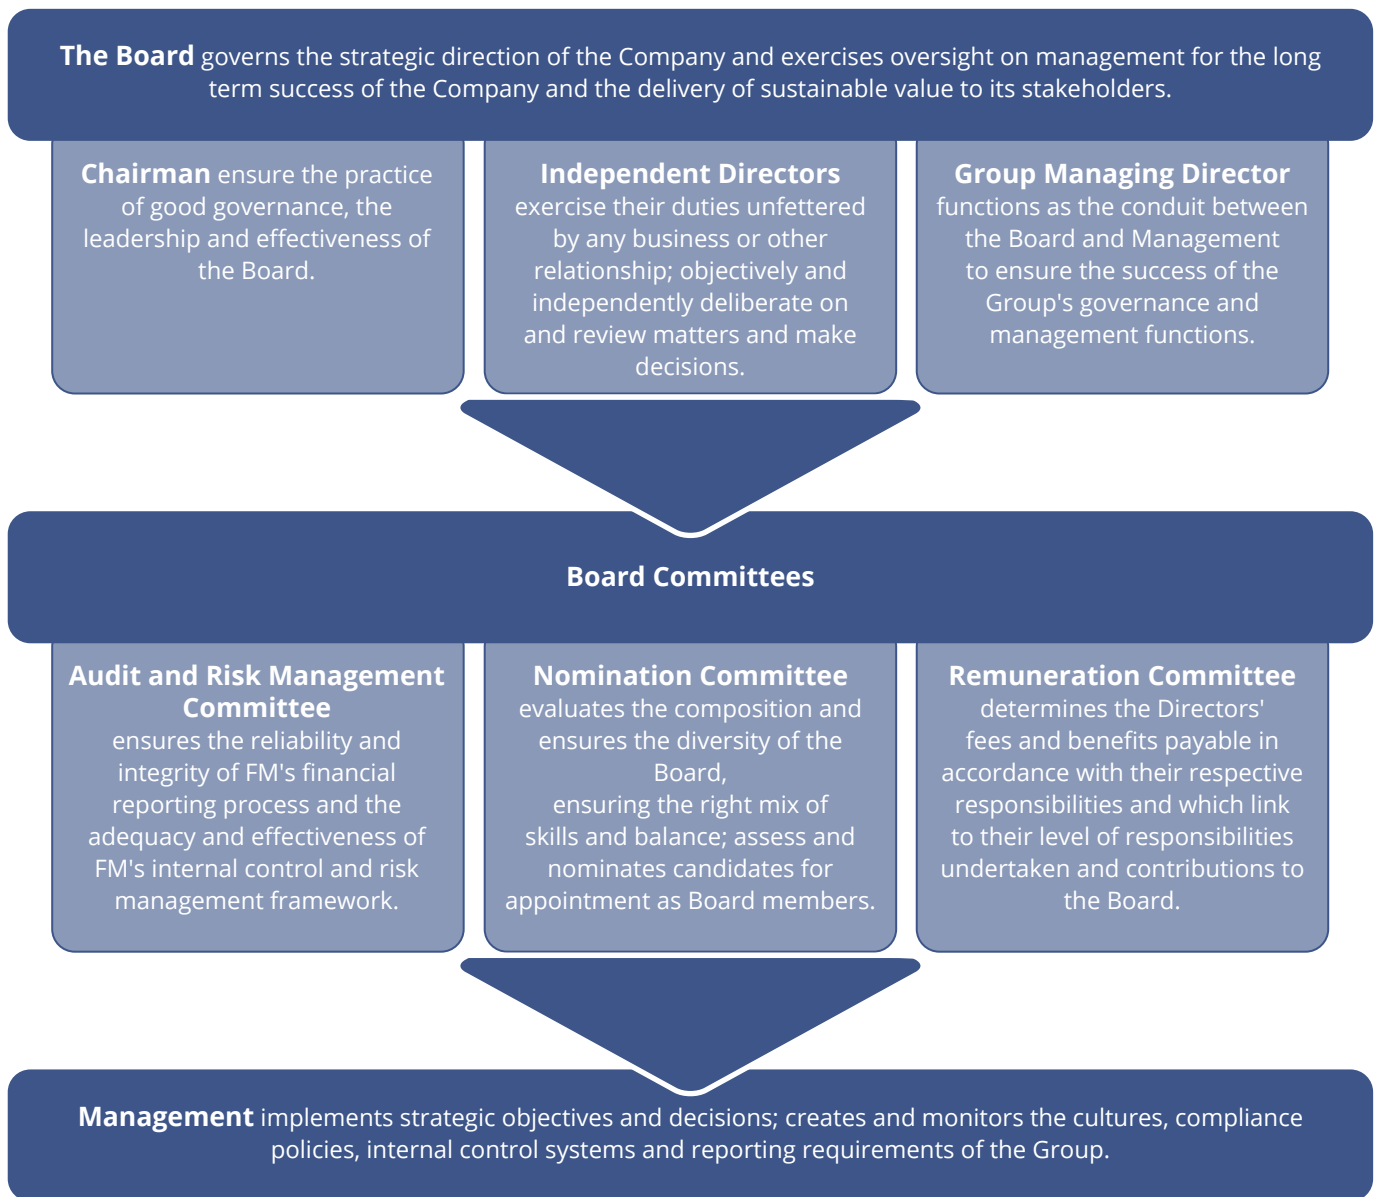 The Board governs the strategic direction of the Company and exercises oversight on management for the long
term success of the Company and the delivery of sustainable value to its stakeholders.
Chairman ensure the practice
of good governance, the
leadership and effectiveness of
the Board.
Independent Directors
exercise their duties unfettered
by any business or other
relationship; objectively and
independently deliberate on
and review matters and make
decisions.
Group Managing Director
functions as the conduit between
the Board and Management
to ensure the success of the
Group's governance and
management functions.
Board Committees
Audit and Risk Management
Committee
ensures the reliability and
integrity of FM's financial
reporting process and the
adequacy and effectiveness of
FM's internal control and risk
management framework.
Nomination Committee
evaluates the composition and
ensures the diversity of the
Board,
ensuring the right mix of
skills and balance; assess and
nominates candidates for
appointment as Board members.
Remuneration Committee
determines the Directors'
fees and benefits payable in
accordance with their respective
responsibilities and which link
to their level of responsibilities
undertaken and contributions to
the Board.
Management implements strategic objectives and decisions; creates and monitors the cultures, compliance
policies, internal control systems and reporting requirements of the Group.